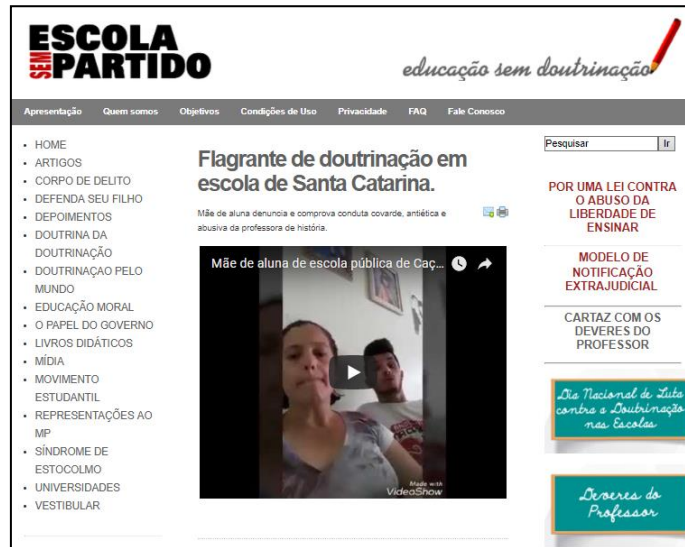 ESCOLA
SEM PARTIDO
educação sem doutrinação
Apresentação Quem somos Objetivos Condições de Uso Privacidade FAQ Fale Conosco
HOME
ARTIGOS
CORPO DE DELITO
DEFENDA SEU FILHO
DEPOIMENTOS
DOUTRINA DA
DOUTRINAÇÃO
DOUTRINAÇAO PELO
MUNDO
EDUCAÇÃO MORAL
O PAPEL DO GOVERNO
LIVROS DIDÁTICOS
MÍDIA
MOVIMENTO
ESTUDANTIL
REPRESENTAÇÕES AO
MP
SÍNDROME DE
ESTOCOLMO
UNIVERSIDADES
VESTIBULAR
Flagrante de doutrinação em
escola de Santa Catarina.
Mãe de aluna denuncia e comprova conduta covarde, antiética e
abusiva da professora de história.
Mãe de aluna de escola pública de Caç...
Made with
VideoShow
Pesquisar Ir
POR UMA LEI CONTRA
O ABUSO DA
LIBERDADE DE
ENSINAR
MODELO DE
NOTIFICAÇÃO
EXTRAJUDICIAL
CARTAZ COM OS
DEVERES DO
PROFESSOR
Dia Nacional de Luta
contra a Doutrinação
nas Escolas
Deveres do
Professor